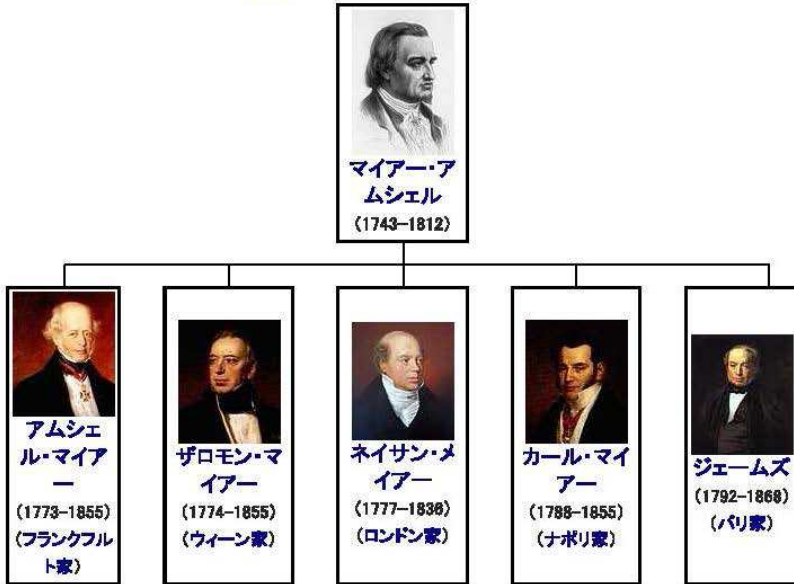 マイアー・ア
ムシェル
(1743-1812)
アムシェ
ル・マイア
ー
(1773-1855)
(フランクフル
ト家)
ザロモン・マ
イアー
(1774-1855)
(ウィーン家)
ネイサン・メ
イアー
(1777-1836)
(ロンドン家)
カール・マイ
アー
(1788-1855)
(ナポリ家)
ジェームズ
(1792-1868)
(パリ家)